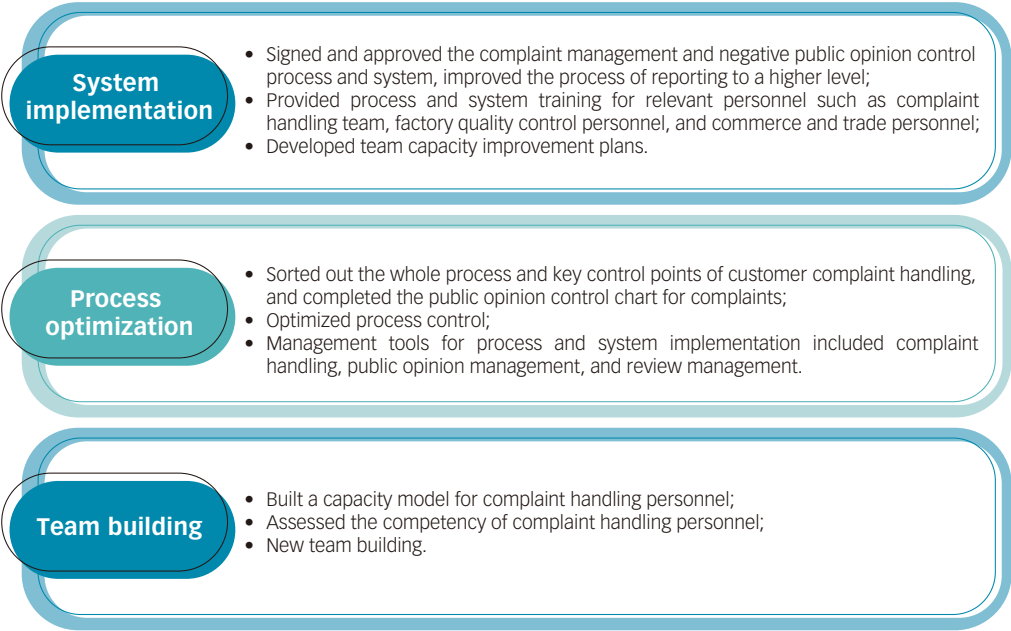 System
implementation
• Signed and approved the complaint management and negative public opinion control
process and system, improved the process of reporting to a higher level;
• Provided process and system training for relevant personnel such as complaint
handling team, factory quality control personnel, and commerce and trade personnel;
• Developed team capacity improvement plans.
Process
optimization
• Sorted out the whole process and key control points of customer complaint handling,
and completed the public opinion control chart for complaints;
• Optimized process control;
• Management tools for process and system implementation included complaint
handling, public opinion management, and review management.
Team building
• Built a capacity model for complaint handling personnel;
• Assessed the competency of complaint handling personnel;
• New team building.